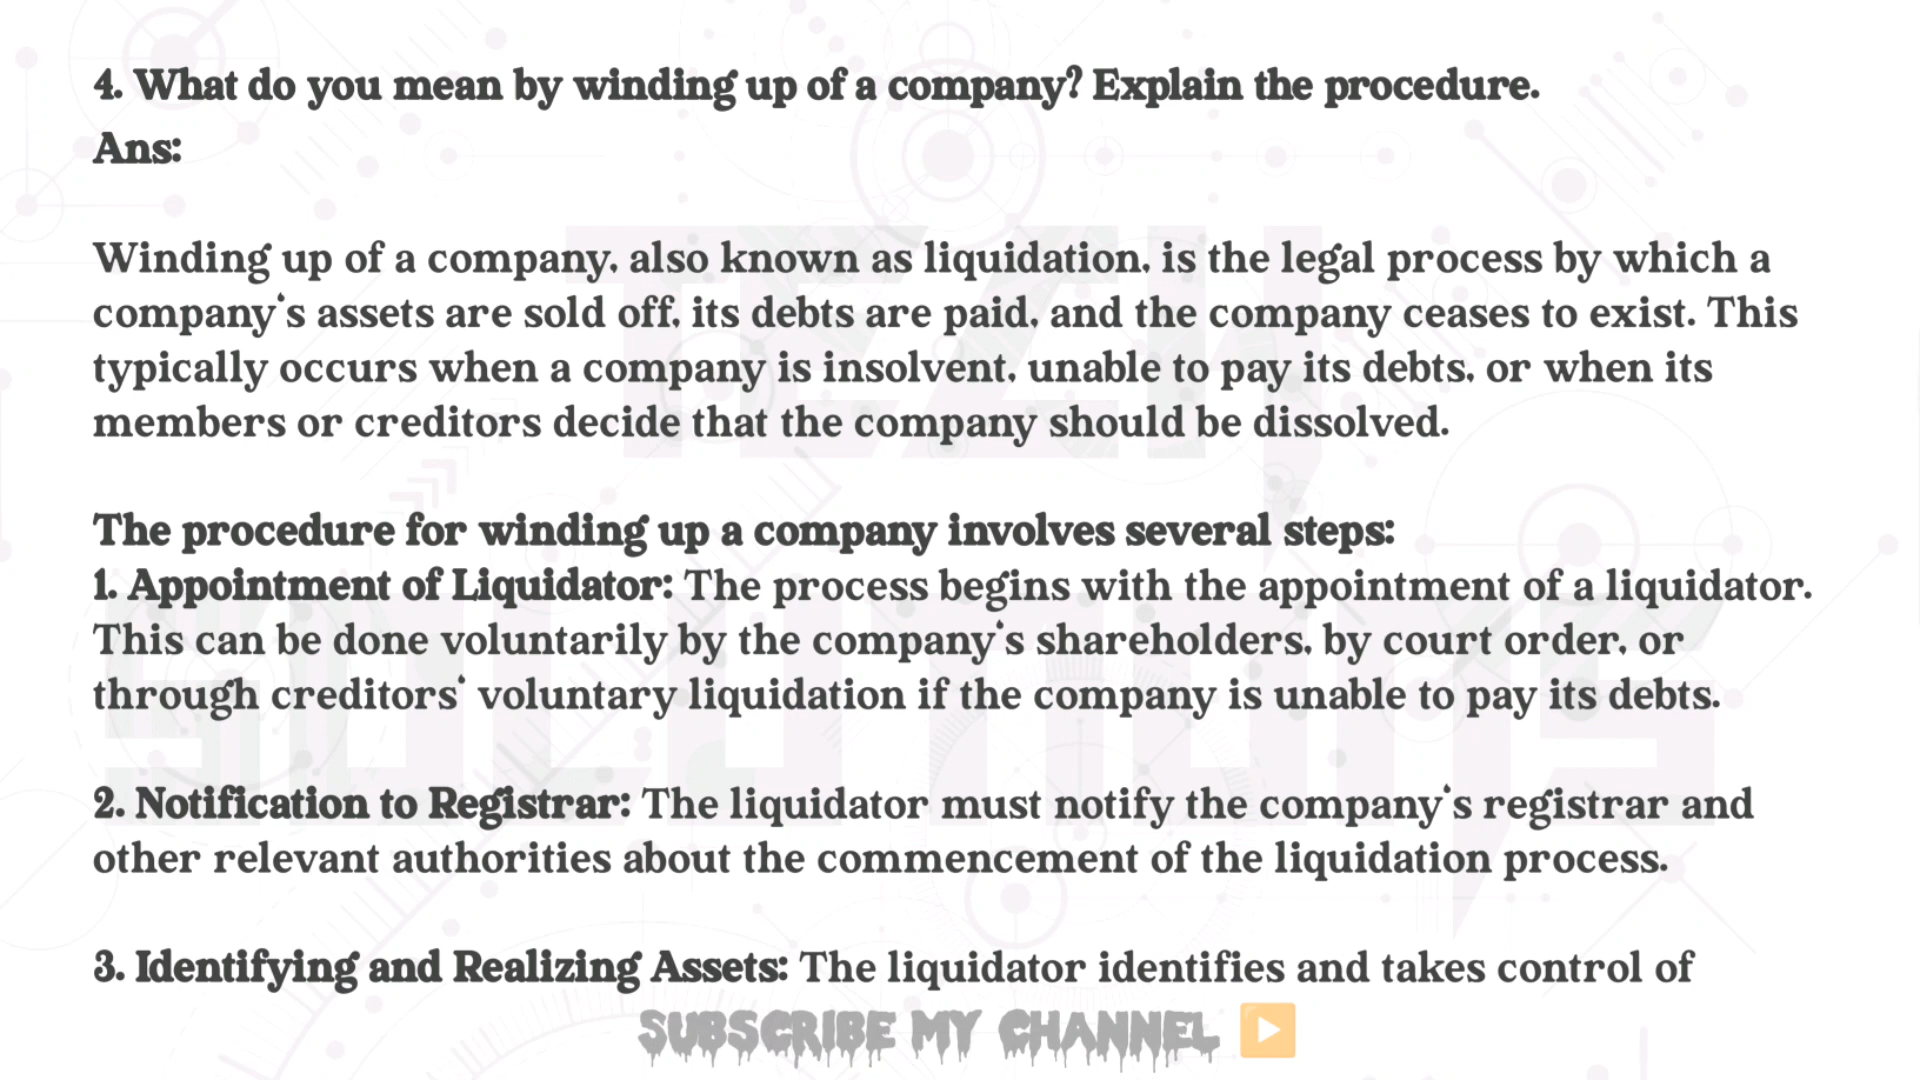 4. What do you mean by winding up of a company? Explain the procedure.
Ans:
Winding up of a company, also known as liquidation, is the legal process by which a
company's assets are sold off, its debts are paid, and the company ceases to exist. This
typically occurs when a company is insolvent, unable to pay its debts, or when its
members or creditors decide that the company should be dissolved.
The procedure for winding up a company involves several steps:
1. Appointment of Liquidator: The process begins with the appointment of a liquidator.
This can be done voluntarily by the company's shareholders, by court order, or
through creditors' voluntary liquidation if the company is unable to pay its debts.
2. Notification to Registrar: The liquidator must notify the company's registrar and
other relevant authorities about the commencement of the liquidation process.
3. Identifying and Realizing Assets: The liquidator identifies and takes control of
SUBSCRIBE MY CHANNEL
TECH
SOLUTIONS